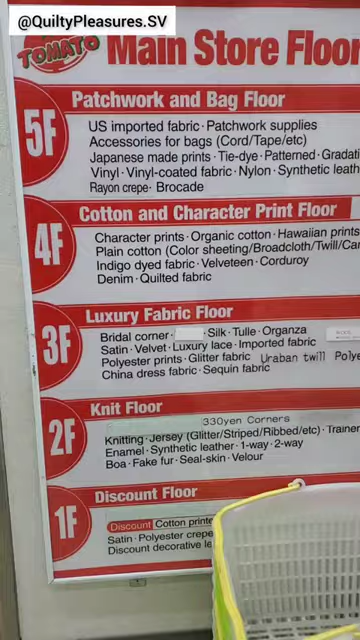 @QuiltyPleasures.SV
TOMATO Main Store Floor
5F Patchwork and Bag Floor
US imported fabric · Patchwork supplies
Accessories for bags (Cord/Tape/etc)
Japanese made prints · Tie-dye · Patterned · Gradati
Vinyl · Vinyl-coated fabric · Nylon · Synthetic leath
Rayon crepe · Brocade
4F Cotton and Character Print Floor
Character prints · Organic cotton · Hawaiian prints
Plain cotton (Color sheeting/Broadcloth/Twill/Can
Indigo dyed fabric · Velveteen · Corduroy
Denim · Quilted fabric
3F Luxury Fabric Floor
Bridal corner · Silk · Tulle · Organza
Satin · Velvet · Luxury lace · Imported fabric
Polyester prints · Glitter fabric Uraban twill Polye
China dress fabric · Sequin fabric
2F Knit Floor
330yen Corners
Knitting · Jersey (Glitter/Striped/Ribbed/etc) · Trainer
Enamel · Synthetic leather · 1-way · 2-way
Boa · Fake fur · Seal-skin · Velour
1F Discount Floor
Discount Cotton printe
Satin · Polyester crepe
Discount decorative le